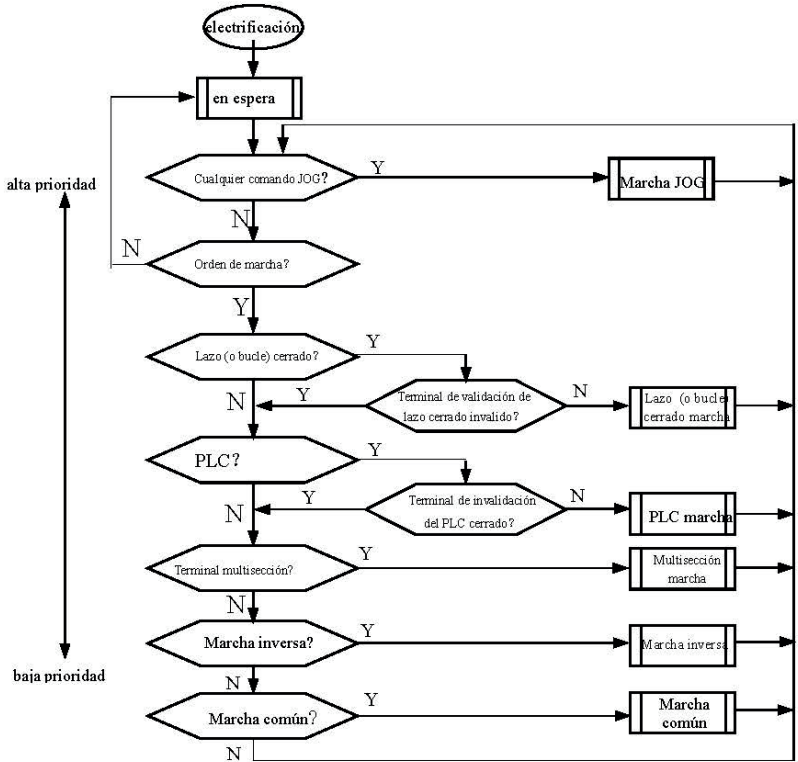 electrificación
en espera
Cualquier comando JOG?
Y
Marcha JOG
alta prioridad
N
N
Orden de marcha?
Y
Lazo (o bucle) cerrado?
Y
Terminal de validación de
lazo cerrado invalido?
Y
N
N
Lazo (o bucle)
cerrado marcha
PLC?
Y
Terminal de invalidación
del PLC cerrado?
Y
N
N
PLC marcha
Terminal multisección?
Y
Multisección
marcha
N
Marcha inversa?
Y
Marcha inversa
baja prioridad
N
Marcha común?
Y
Marcha
común
N